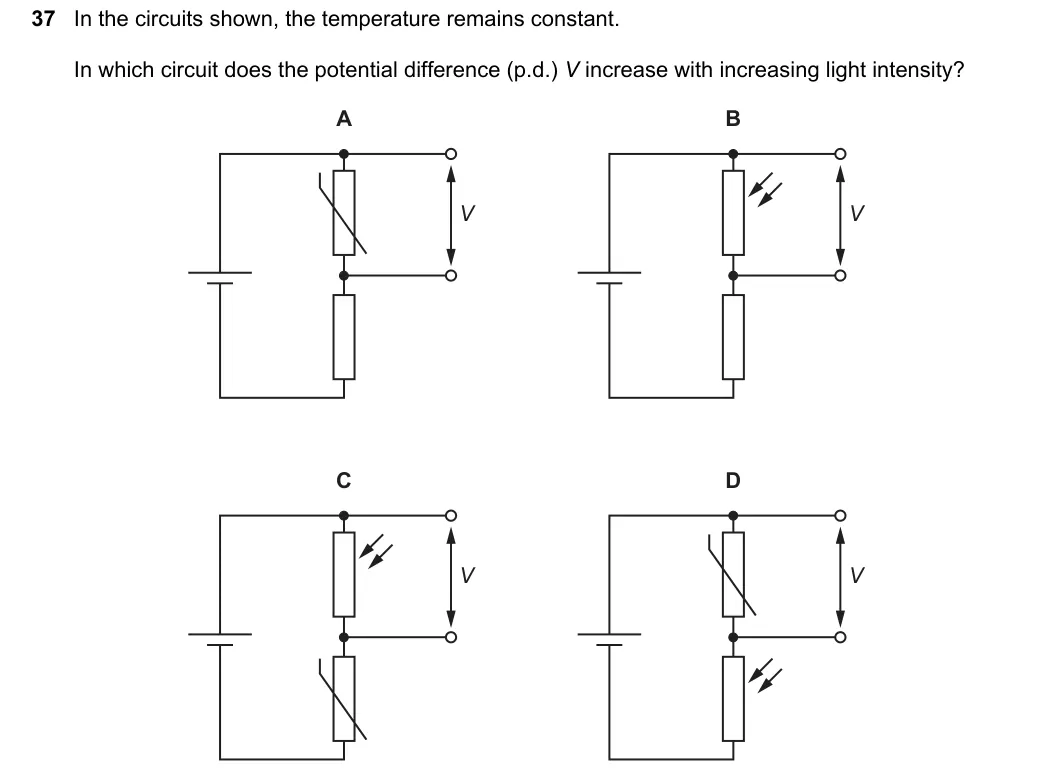 37 In the circuits shown, the temperature remains constant.
In which circuit does the potential difference (p.d.) V increase with increasing light intensity?
A
B
V
V
C
D
V
V